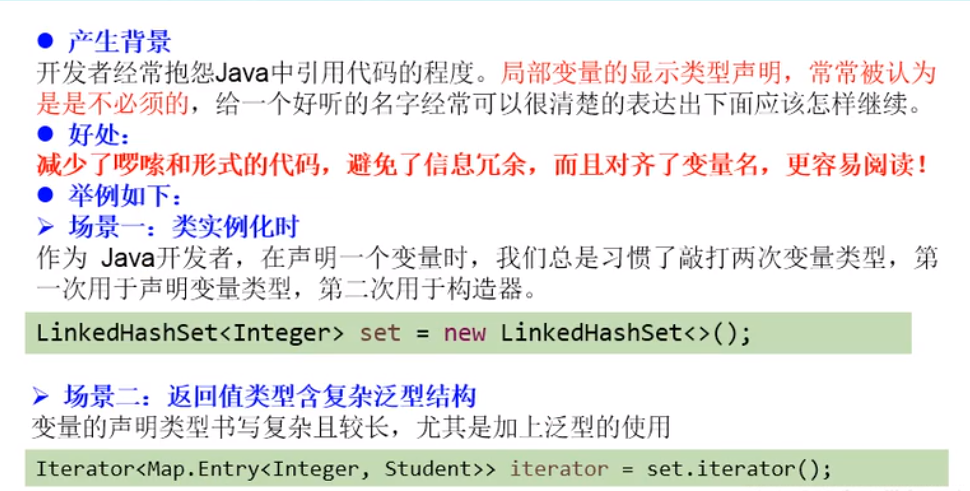 ● 产生背景
开发者经常抱怨Java中引用代码的程度。局部变量的显示类型声明，常常被认为
是是不必须的，给一个好听的名字经常可以很清楚的表达出下面应该怎样继续。
● 好处：
减少了啰嗦和形式的代码，避免了信息冗余，而且对齐了变量名，更容易阅读！
● 举例如下：
➢ 场景一：类实例化时
作为 Java开发者，在声明一个变量时，我们总是习惯了敲打两次变量类型，第
一次用于声明变量类型，第二次用于构造器。
LinkedHashSet<Integer> set = new LinkedHashSet<>();
➢ 场景二：返回值类型含复杂泛型结构
变量的声明类型书写复杂且较长，尤其是加上泛型的使用
Iterator<Map.Entry<Integer, Student>> iterator = set.iterator();